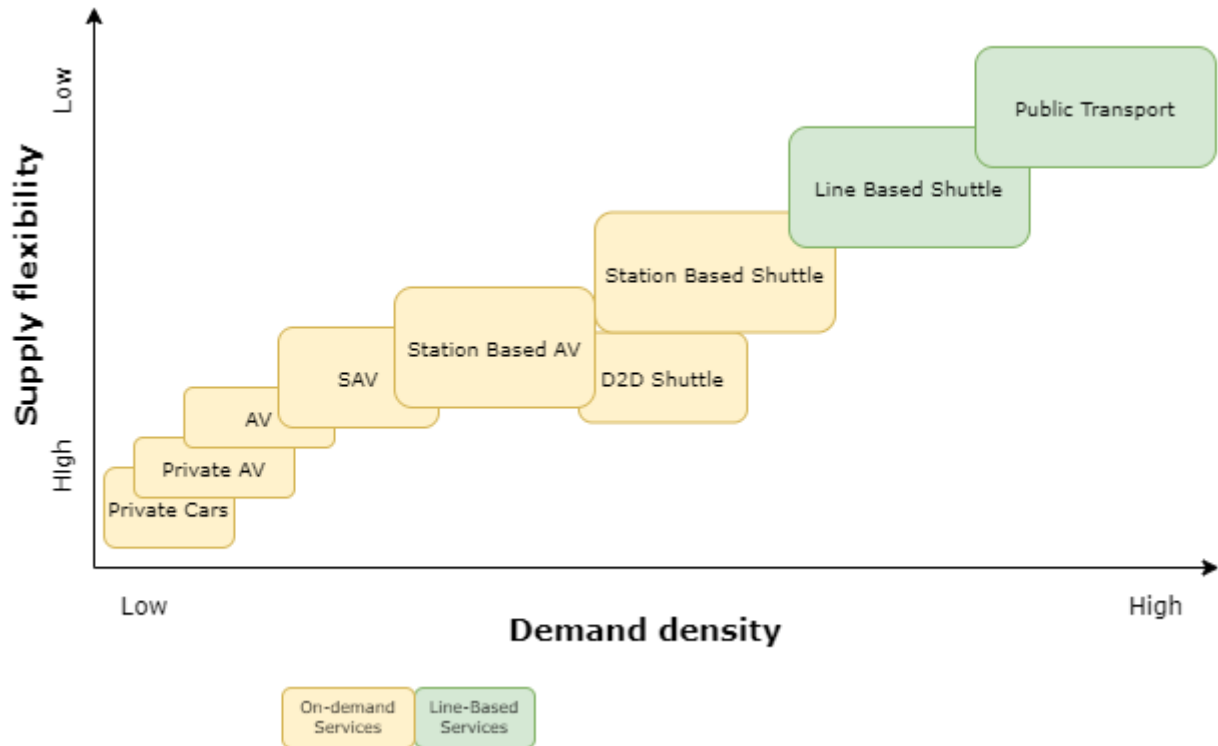 Low
Public Transport
Line Based Shuttle
Supply flexibility
Station Based Shuttle
Station Based AV
SAV
D2D Shuttle
AV
HIgh
Private AV
Private Cars
Low
High
Demand density
On-demand
Services
Line-Based
Services